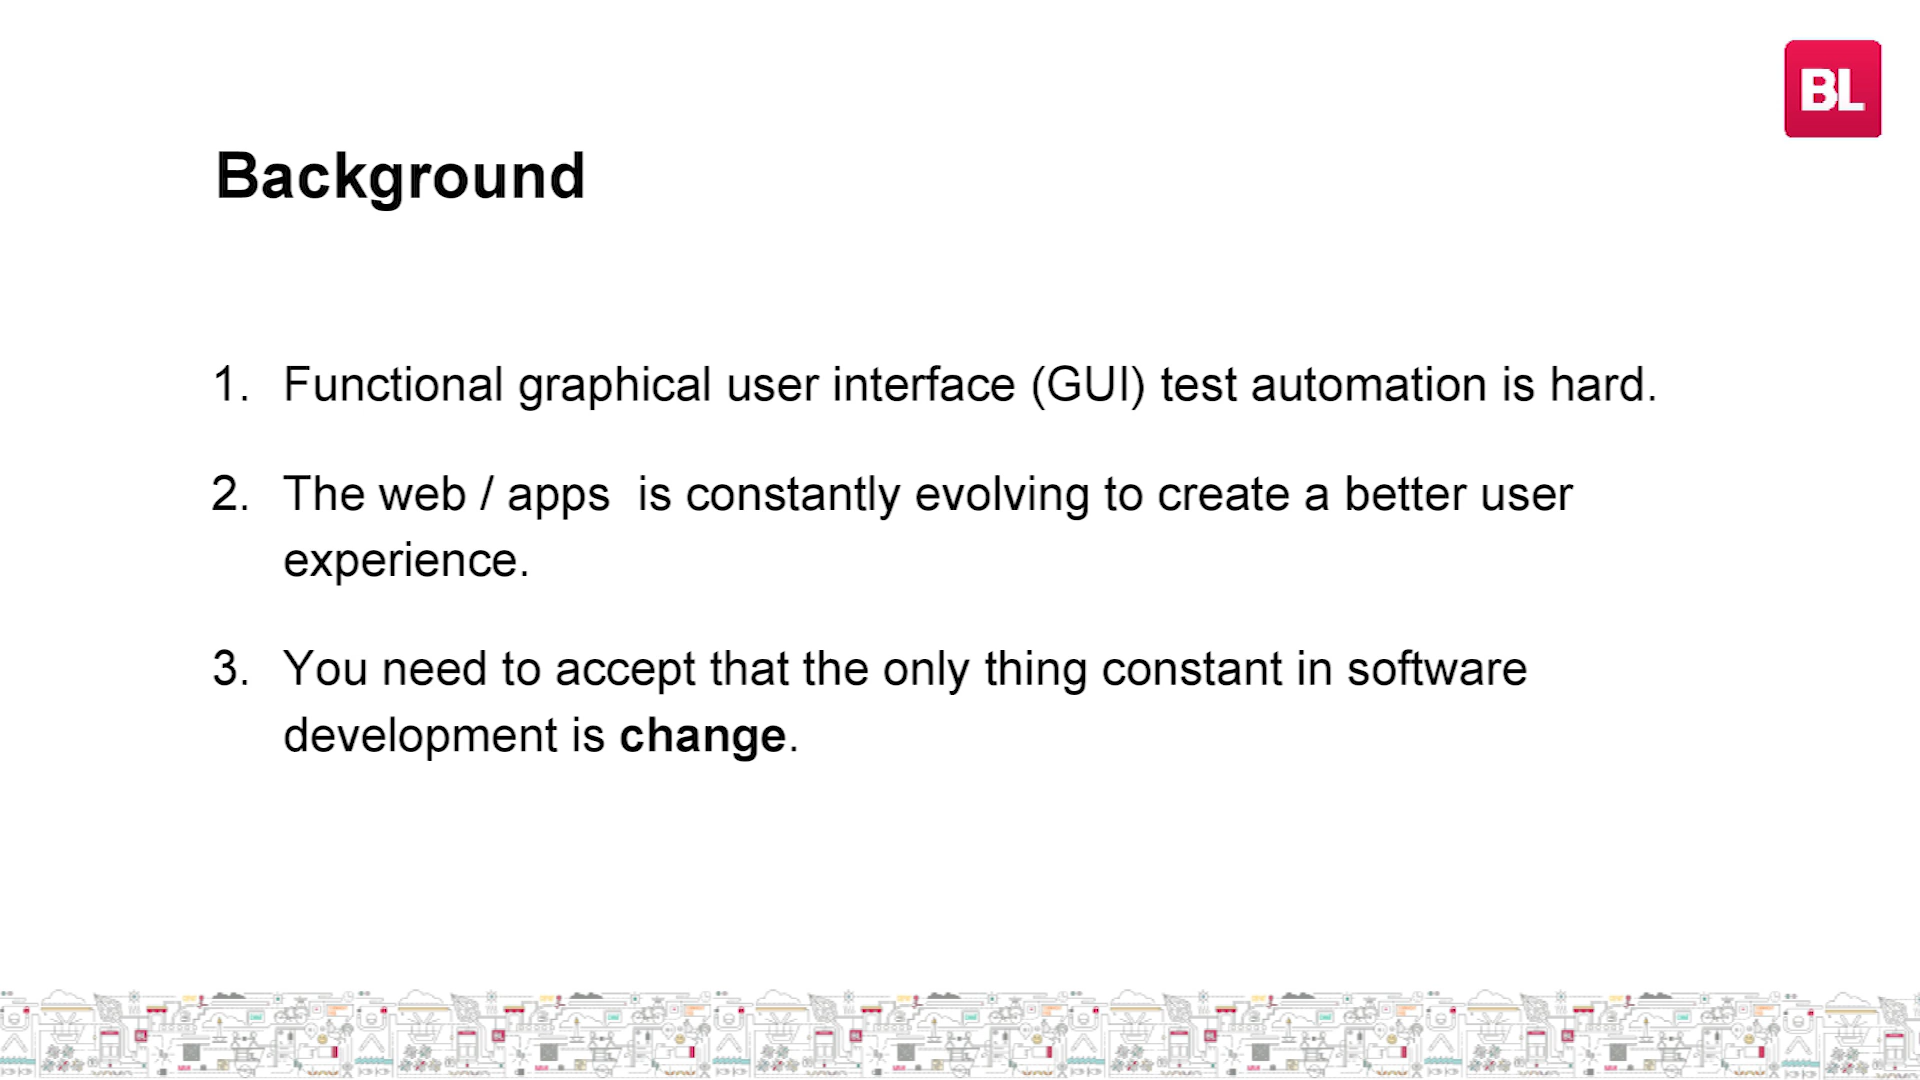 BL
Background
1. Functional graphical user interface (GUI) test automation is hard.
2. The web / apps  is constantly evolving to create a better user
experience.
3. You need to accept that the only thing constant in software
development is change.